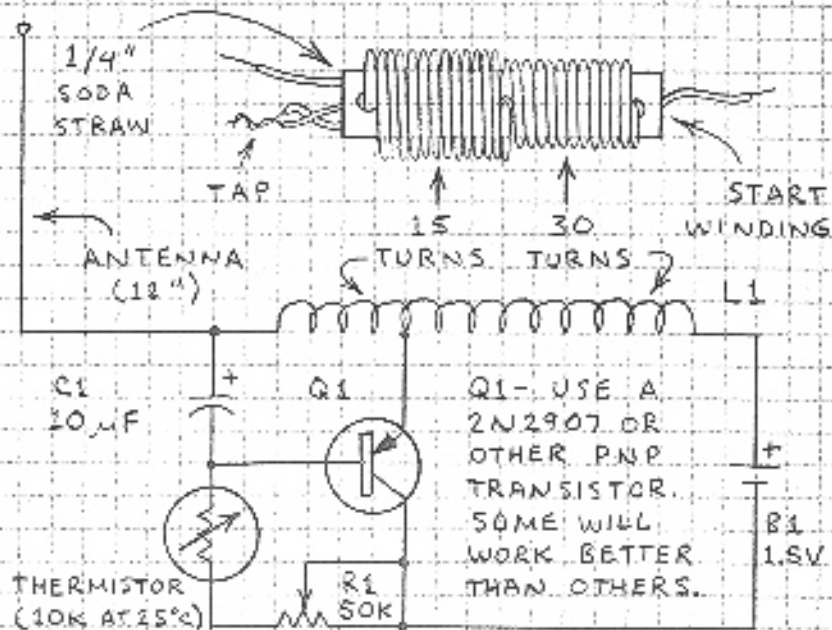 1/4"
SODA
STRAW
TAP
15
TURNS
30
TURNS
START
WINDING
ANTENNA
L1
C1
10 µF
Q1
Q1- USE A
2N2907 OR
OTHER PNP
TRANSISTOR.
SOME WILL
WORK BETTER
THAN OTHERS.
+
+
B1
1.5V
THERMISTOR
(10K AT 25°C)
R1
50K